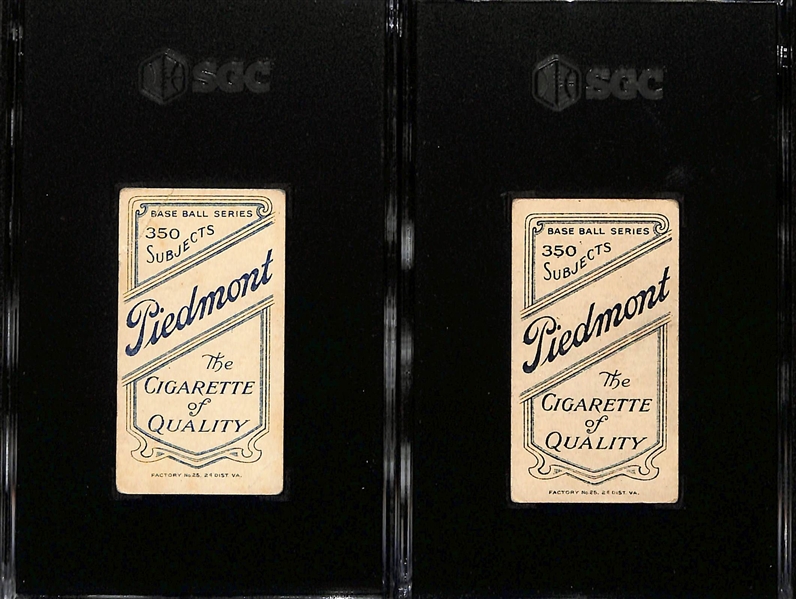 SGC
BASE BALL SERIES
350
SUBJECTS
Piedmont
The
CIGARETTE
of
QUALITY
FACTORY No 25, 2d DIST. VA.
SGC
BASE BALL SERIES
350
SUBJECTS
Piedmont
The
CIGARETTE
of
QUALITY
FACTORY No 25, 2d DIST. VA.